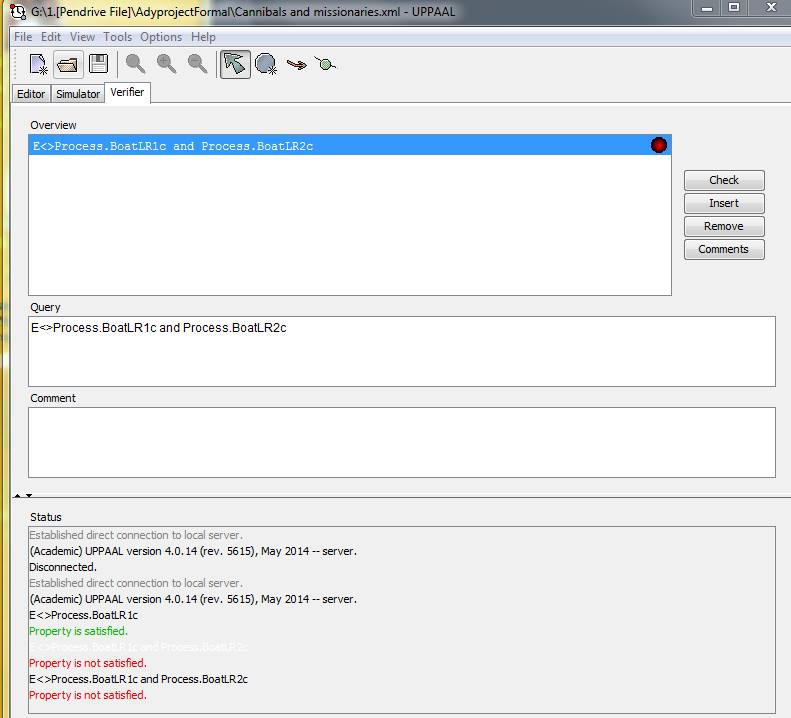 G:\1.[Pendrive File]\AdyprojectFormal\Cannibals and missionaries.xml - UPPAAL
File Edit View Tools Options Help
Editor Simulator Verifier
Overview
E<>Process.BoatLR1c and Process.BoatLR2c
Check
Insert
Remove
Comments
Query
E<>Process.BoatLR1c and Process.BoatLR2c
Comment
Status
Established direct connection to local server.
(Academic) UPPAAL version 4.0.14 (rev. 5615), May 2014 -- server.
Disconnected.
Established direct connection to local server.
(Academic) UPPAAL version 4.0.14 (rev. 5615), May 2014 -- server.
E<>Process.BoatLR1c
Property is satisfied.
E<>Process.BoatLR1c and Process.BoatLR2c
Property is not satisfied.
E<>Process.BoatLR1c and Process.BoatLR2c
Property is not satisfied.